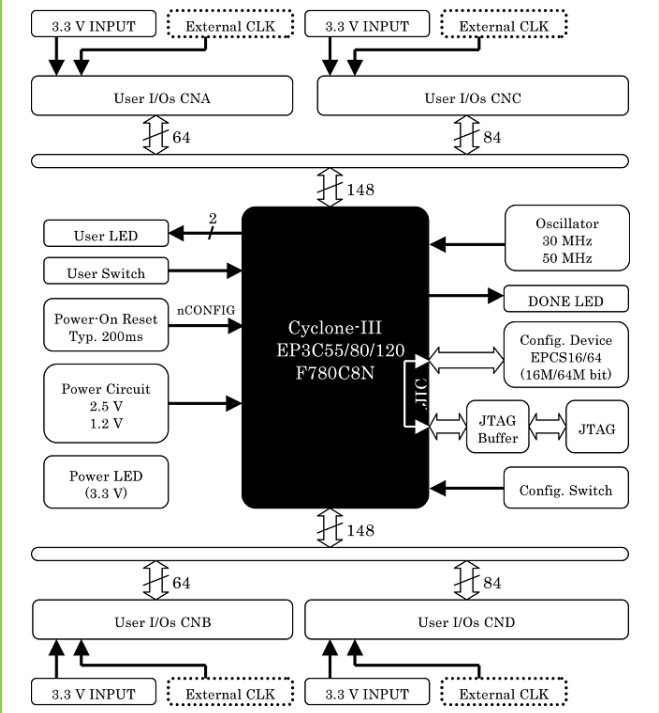 3.3 V INPUT
External CLK
3.3 V INPUT
External CLK
User I/Os CNA
User I/Os CNC
64
84
148
User LED
2
User Switch
Power-On Reset
Typ. 200ms
nCONFIG
Power Circuit
2.5 V
1.2 V
Power LED
(3.3 V)
Cyclone-III
EP3C55/80/120
F780C8N
.JIC
Oscillator
30 MHz
50 MHz
DONE LED
Config. Device
EPCS16/64
(16M/64M bit)
JTAG
Buffer
JTAG
Config. Switch
148
64
84
User I/Os CNB
User I/Os CND
3.3 V INPUT
External CLK
3.3 V INPUT
External CLK